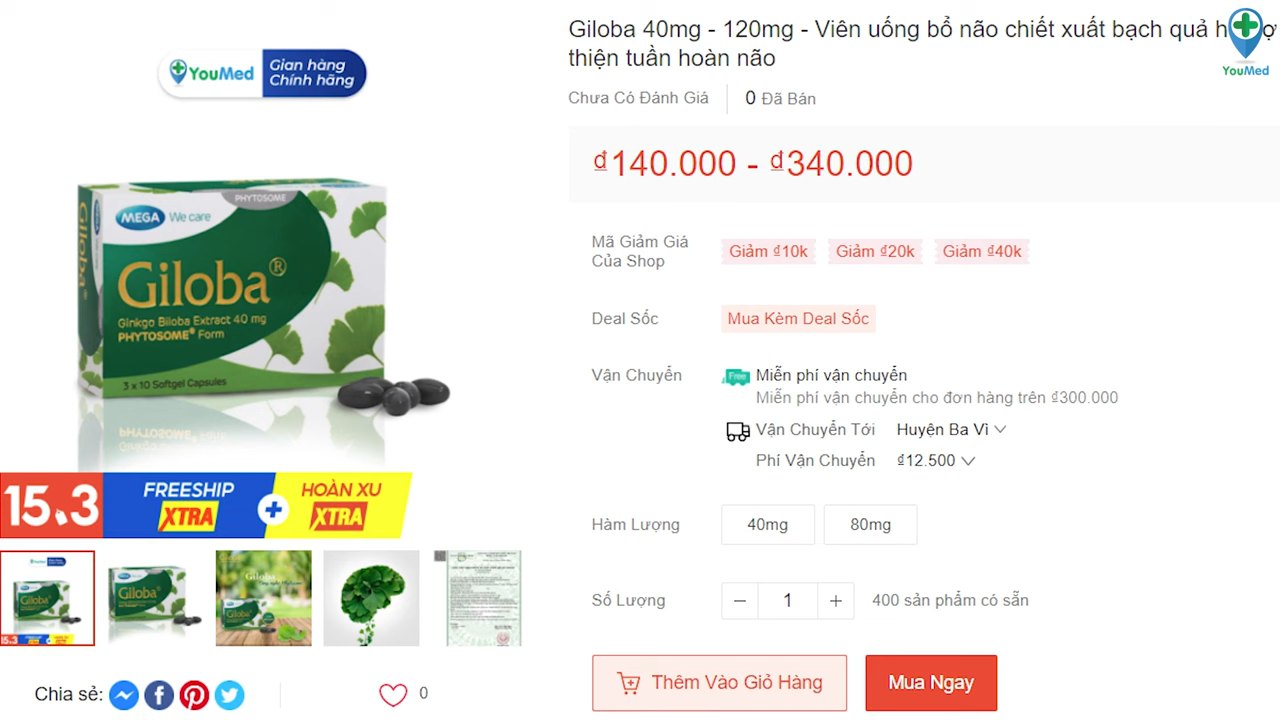 YouMed
Gian hàng
Chính hãng
PHYTOSOME
MEGA We care
Giloba®
Giloba®
Ginkgo Biloba Extract 40 mg
PHYTOSOME® Form
3 x 10 Softgel Capsules
15.3
FREESHIP
XTRA
+
HOÀN XU
XTRA
Giloba
Giloba
Giloba
Chia sẻ:
0
Giloba 40mg - 120mg - Viên uống bổ não chiết xuất bạch quả
thiện tuần hoàn não
YouMed
Chưa Có Đánh Giá
0 Đã Bán
₫140.000 - ₫340.000
Mã Giảm Giá
Của Shop
Giảm ₫10k
Giảm ₫20k
Giảm ₫40k
Deal Sốc
Mua Kèm Deal Sốc
Vận Chuyển
Free
Miễn phí vận chuyển
Miễn phí vận chuyển cho đơn hàng trên ₫300.000
Vận Chuyển Tới
Huyện Ba Vì
Phí Vận Chuyển
₫12.500
Hàm Lượng
40mg
80mg
Số Lượng
− 1 +
400 sản phẩm có sẵn
Thêm Vào Giỏ Hàng
Mua Ngay